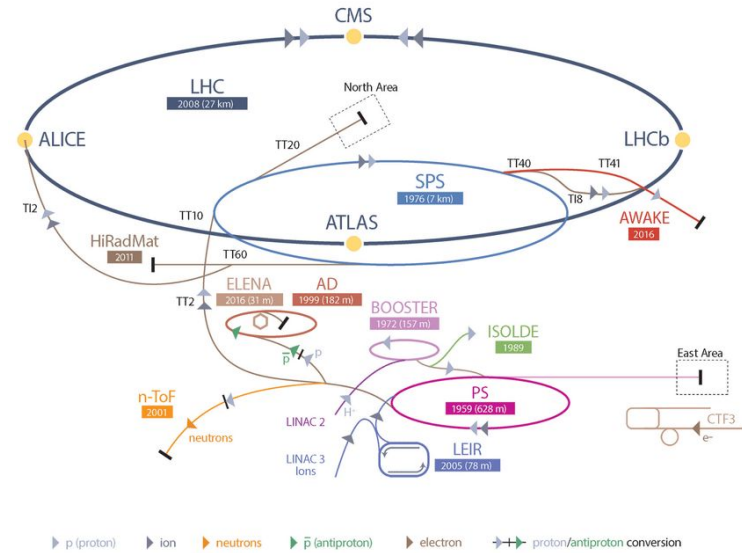 CMS
LHC
2008 (27 km)
North Area
ALICE
LHCb
TT20
TT40
TT41
SPS
1976 (7 km)
TI2
TT10
TI8
ATLAS
AWAKE
2016
HiRadMat
2011
TT60
ELENA
2016 (31 m)
AD
1999 (182 m)
TT2
BOOSTER
1972 (157 m)
ISOLDE
1989
p
p̅
East Area
n-ToF
2001
PS
1959 (628 m)
H⁻
LINAC 2
neutrons
CTF3
e-
LEIR
2005 (78 m)
LINAC 3
Ions
p (proton)
ion
neutrons
p̅ (antiproton)
electron
proton/antiproton conversion